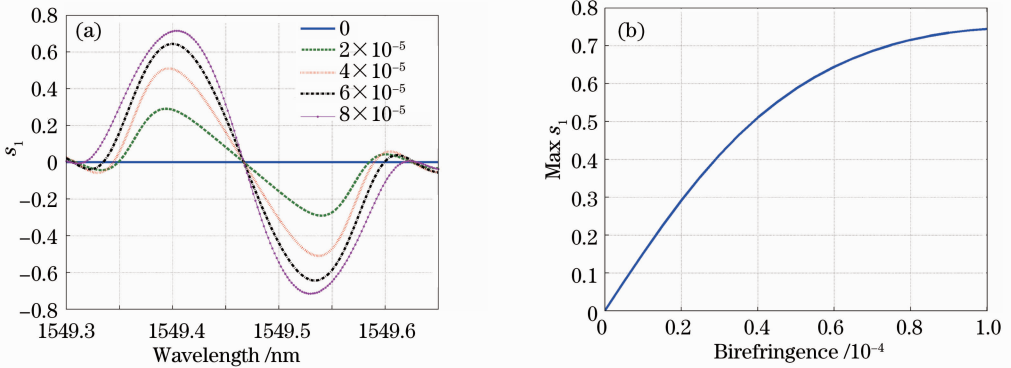 (a)
0
2×10⁻⁵
4×10⁻⁵
6×10⁻⁵
8×10⁻⁵
0.8
0.6
0.4
0.2
0
−0.2
−0.4
−0.6
−0.8
s₁
1549.3 1549.4 1549.5 1549.6
Wavelength /nm
(b)
0.8
0.7
0.6
0.5
0.4
0.3
0.2
0.1
0
Max s₁
0 0.2 0.4 0.6 0.8 1.0
Birefringence /10⁻⁴